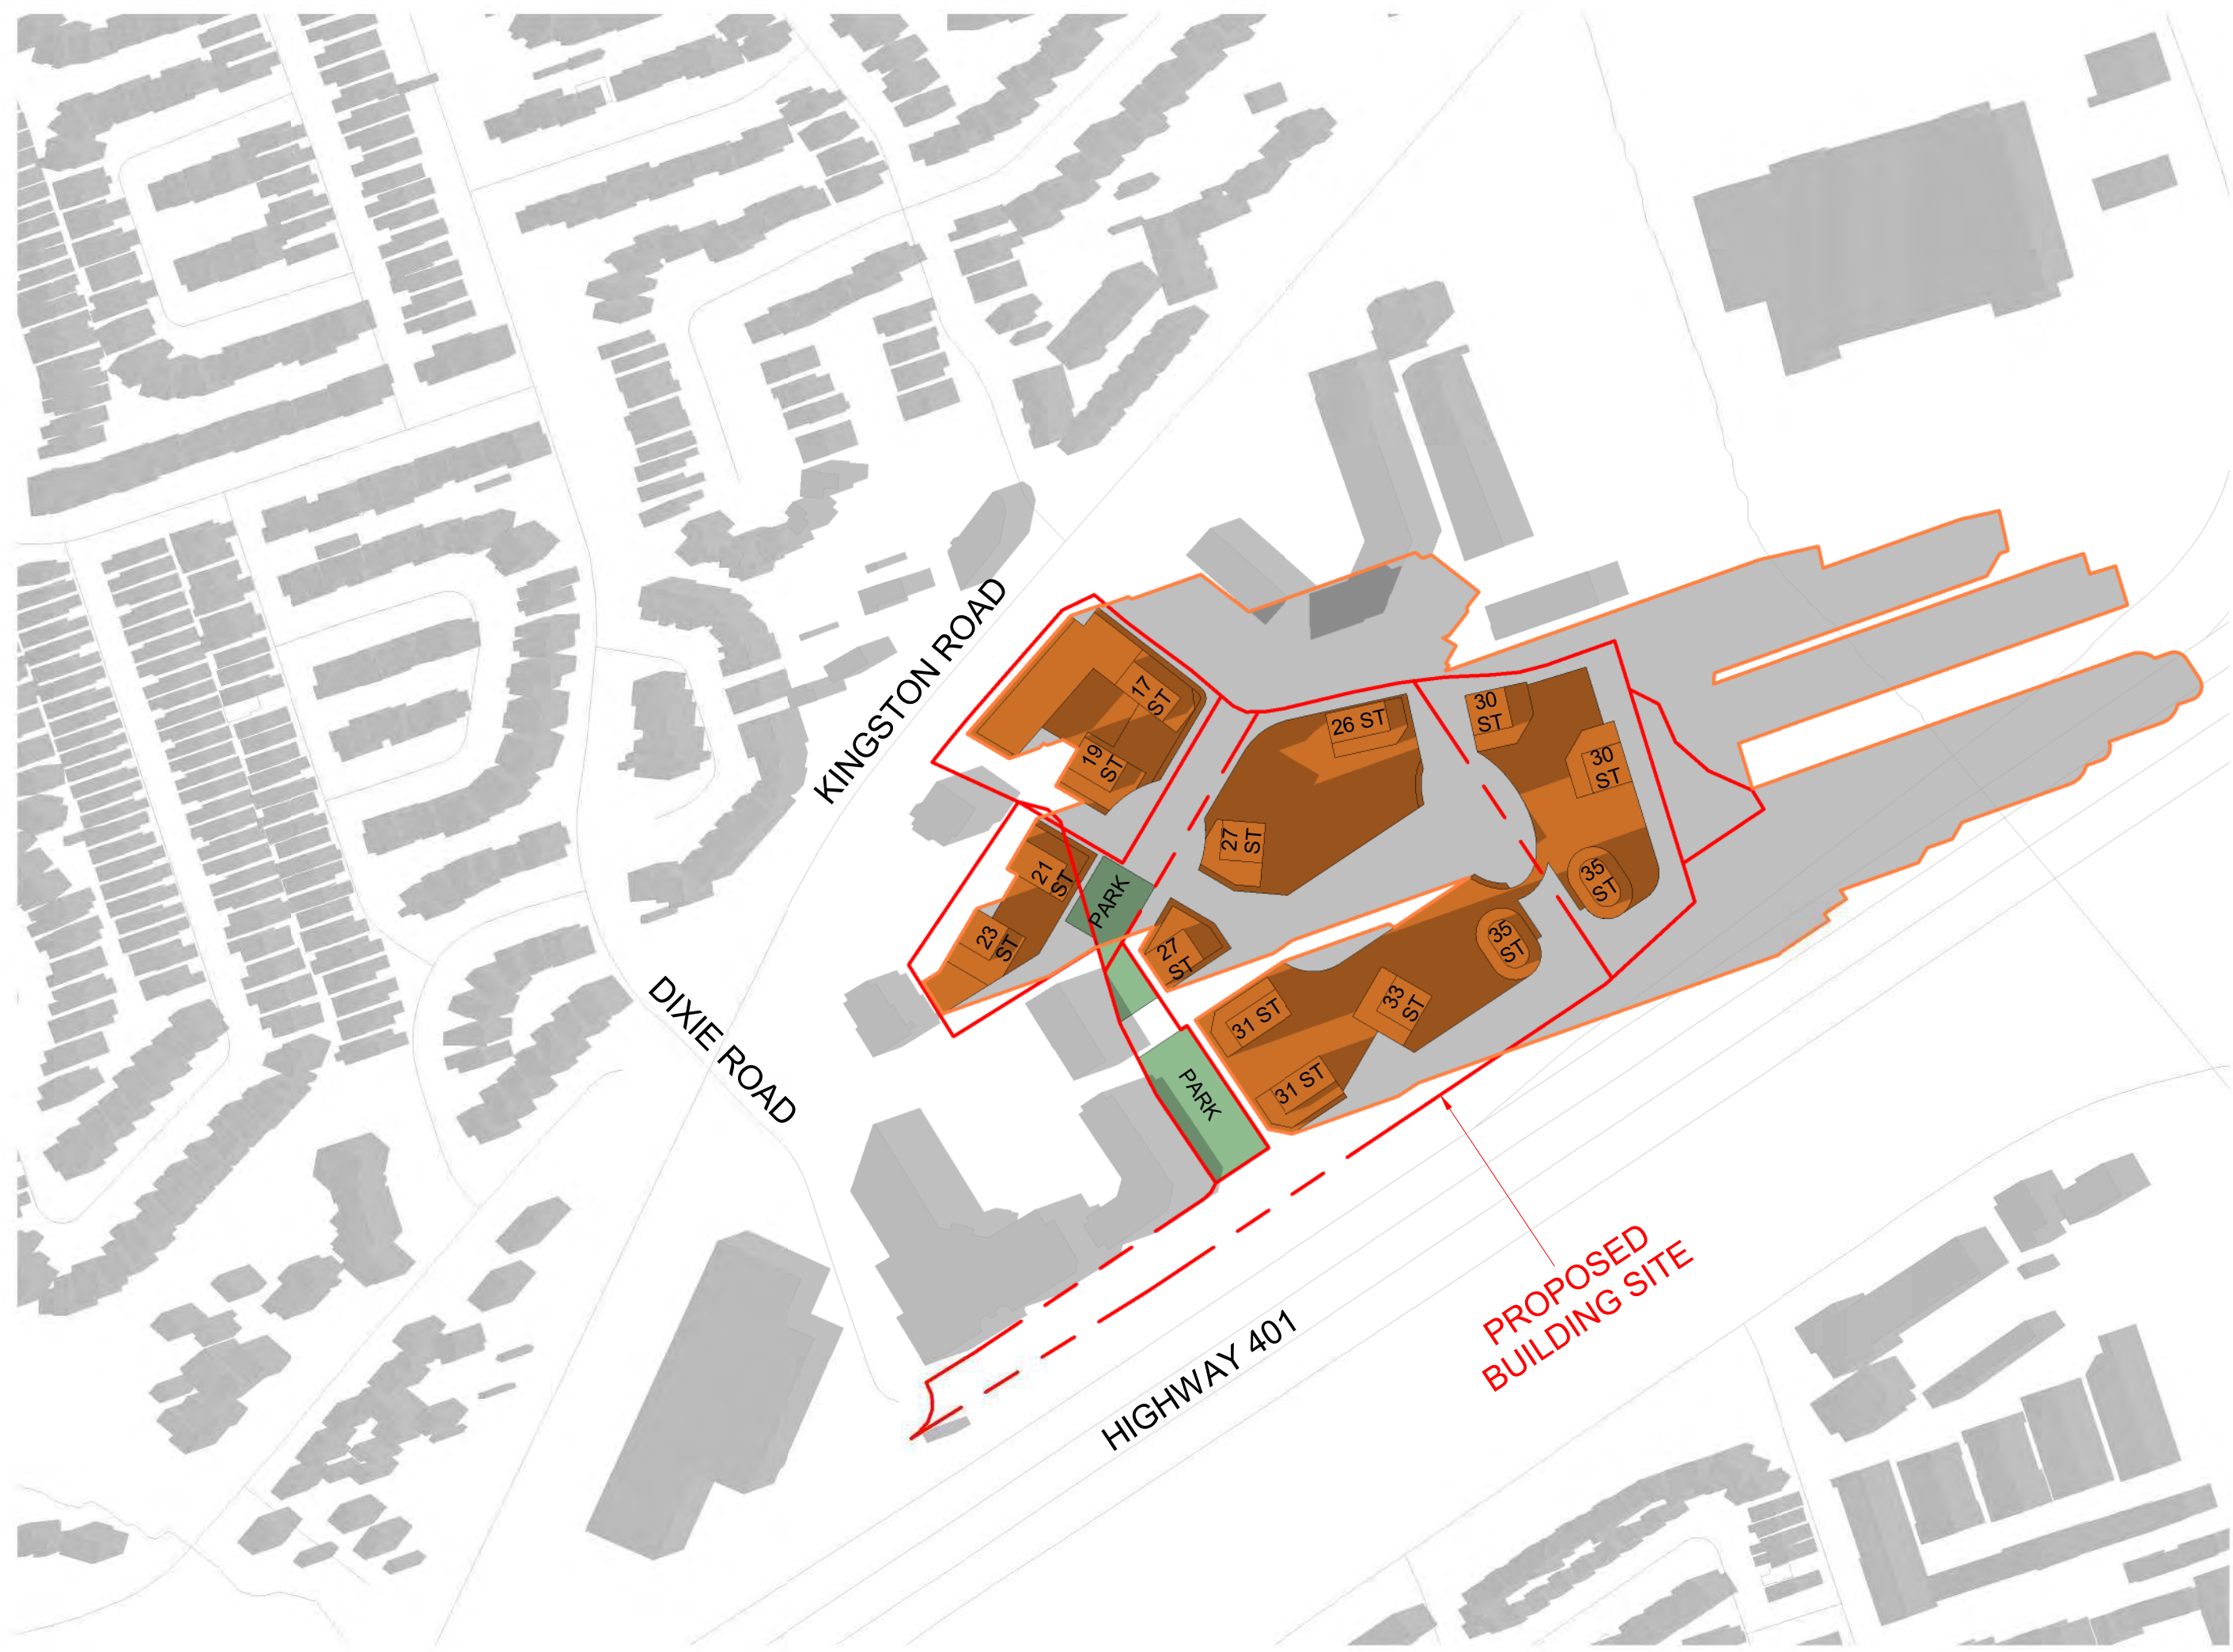 KINGSTON ROAD
17
ST
19
ST
26 ST
30
ST
30
ST
27
ST
21
ST
35
ST
PARK
23
ST
27
ST
35
ST
31 ST
33
ST
31 ST
PARK
DIXIE ROAD
PROPOSED
BUILDING SITE
HIGHWAY 401